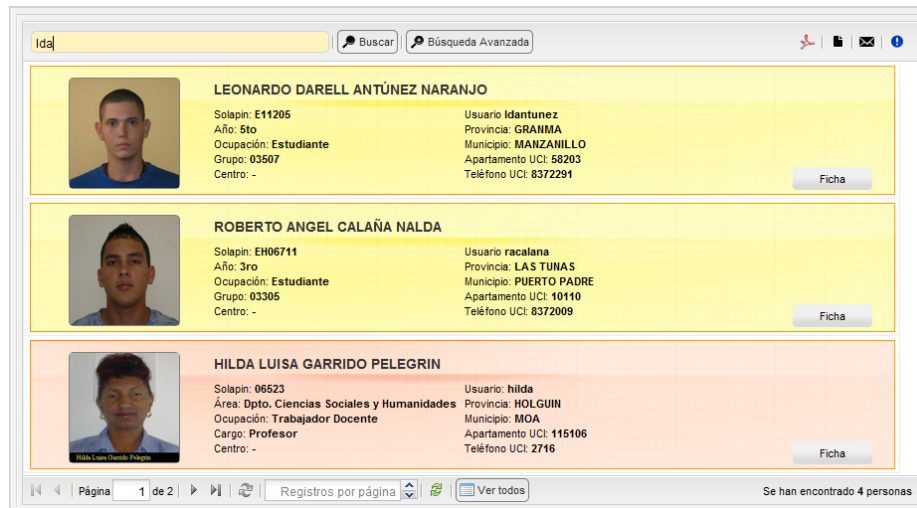 Ida
Buscar
Búsqueda Avanzada
LEONARDO DARELL ANTÚNEZ NARANJO
Solapin: E11205 Usuario ldantunez
Año: 5to Provincia: GRANMA
Ocupación: Estudiante Municipio: MANZANILLO
Grupo: 03507 Apartamento UCI: 58203
Centro: - Teléfono UCI: 8372291
Ficha
ROBERTO ANGEL CALAÑA NALDA
Solapin: EH06711 Usuario racalana
Año: 3ro Provincia: LAS TUNAS
Ocupación: Estudiante Municipio: PUERTO PADRE
Grupo: 03305 Apartamento UCI: 10110
Centro: - Teléfono UCI: 8372009
Ficha
HILDA LUISA GARRIDO PELEGRIN
Solapin: 06523 Usuario: hilda
Área: Dpto. Ciencias Sociales y Humanidades Provincia: HOLGUIN
Ocupación: Trabajador Docente Municipio: MOA
Cargo: Profesor Apartamento UCI: 115106
Centro: - Teléfono UCI: 2716
Hilda Luisa Garrido Pelegrin
Ficha
Página 1 de 2 Registros por página Ver todos Se han encontrado 4 personas